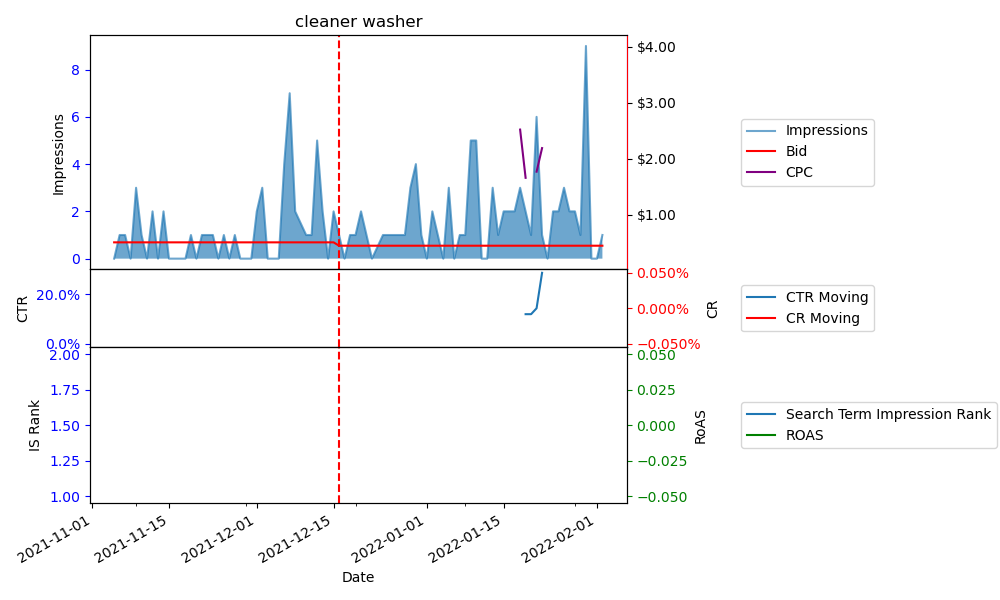 cleaner washer
8
6
4
2
0
Impressions
$4.00
$3.00
$2.00
$1.00
Impressions
Bid
CPC
20.0%
0.0%
CTR
0.050%
0.000%
−0.050%
CR
CTR Moving
CR Moving
2.00
1.75
1.50
1.25
1.00
IS Rank
0.050
0.025
0.000
−0.025
−0.050
RoAS
Search Term Impression Rank
ROAS
2021-11-01
2021-11-15
2021-12-01
2021-12-15
2022-01-01
2022-01-15
2022-02-01
Date